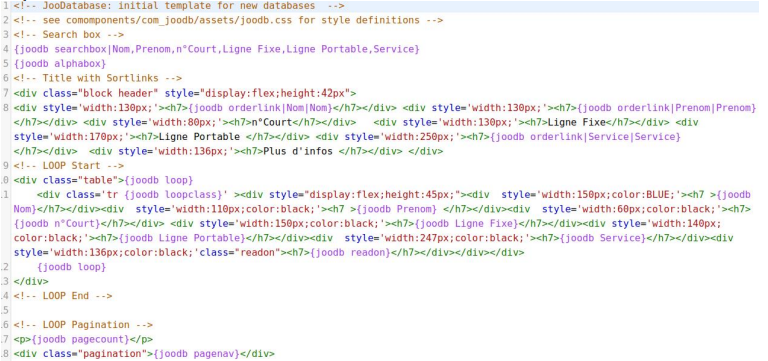 1 <!-- JooDatabase: initial template for new databases  -->
2 <!-- see comomponents/com_joodb/assets/joodb.css for style definitions -->
3 <!-- Search box -->
4 {joodb searchbox|Nom,Prenom,n°Court,Ligne Fixe,Ligne Portable,Service}
5 {joodb alphabox}
6 <!-- Title with Sortlinks -->
7 <div class="block header" style="display:flex;height:42px">
8 <div style='width:130px;'><h7>{joodb orderlink|Nom|Nom}</h7></div> <div style='width:130px;'><h7>{joodb orderlink|Prenom|Prenom}
</h7></div> <div style='width:80px;'><h7>n°Court</h7></div>   <div style='width:130px;'><h7>Ligne Fixe</h7></div> <div
style='width:170px;'><h7>Ligne Portable </h7></div> <div style='width:250px;'><h7>{joodb orderlink|Service|Service}
</h7></div>  <div style='width:136px;'><h7>Plus d'infos </h7></div> </div>
9 <!-- LOOP Start -->
.0 <div class="table">{joodb loop}
.1     <div class='tr {joodb loopclass}' ><div style="display:flex;height:45px;"><div  style='width:150px;color:BLUE;'><h7 >{joodb
Nom}</h7></div><div  style='width:110px;color:black;'><h7 >{joodb Prenom} </h7></div><div  style='width:60px;color:black;'><h7>
{joodb n°Court}</h7></div> <div style='width:150px;color:black;'><h7>{joodb Ligne Fixe}</h7></div><div style='width:140px;
color:black;'><h7>{joodb Ligne Portable}</h7></div><div  style='width:247px;color:black;'><h7>{joodb Service}</h7></div><div
style='width:136px;color:black;'class="readon"><h7>{joodb readon}</h7></div></div></div>
.2     {joodb loop}
.3 </div>
.4 <!-- LOOP End -->
.5
.6 <!-- LOOP Pagination -->
.7 <p>{joodb pagecount}</p>
.8 <div class="pagination">{joodb pagenav}</div>